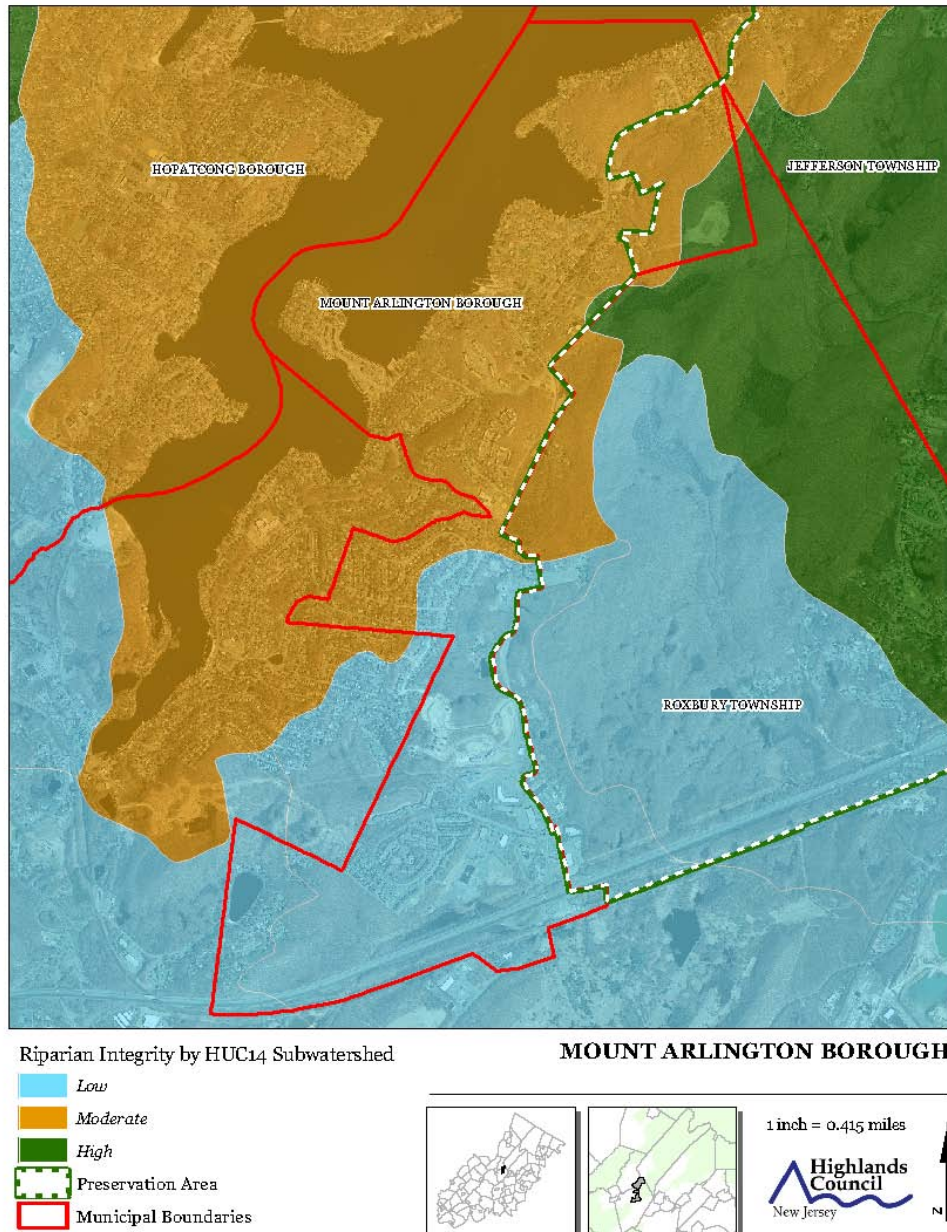 HOPATCONG BOROUGH
JEFFERSON TOWNSHIP
MOUNT ARLINGTON BOROUGH
ROXBURY TOWNSHIP
Riparian Integrity by HUC14 Subwatershed
Low
Moderate
High
Preservation Area
Municipal Boundaries
MOUNT ARLINGTON BOROUGH
1 inch = 0.415 miles
Highlands
Council
New Jersey
N